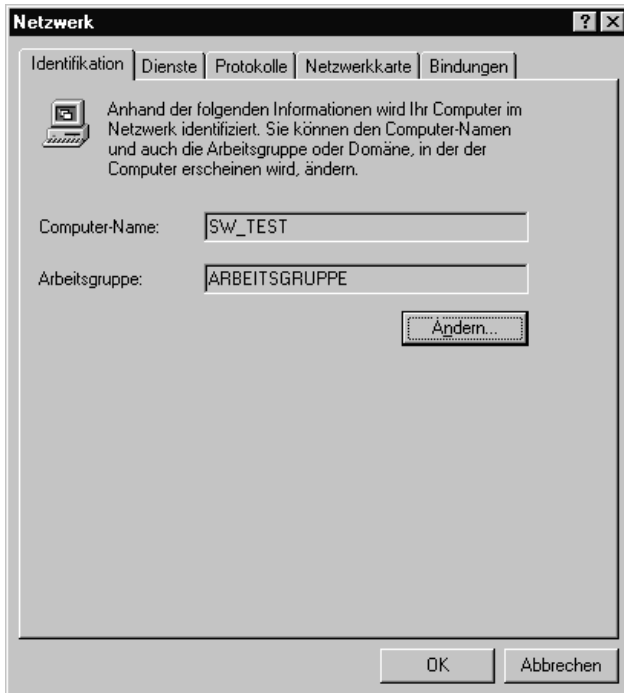 Netzwerk
Identifikation Dienste Protokolle Netzwerkkarte Bindungen
Anhand der folgenden Informationen wird Ihr Computer im
Netzwerk identifiziert. Sie können den Computer-Namen
und auch die Arbeitsgruppe oder Domäne, in der der
Computer erscheinen wird, ändern.
Computer-Name: SW_TEST
Arbeitsgruppe: ARBEITSGRUPPE
Ändern...
OK Abbrechen